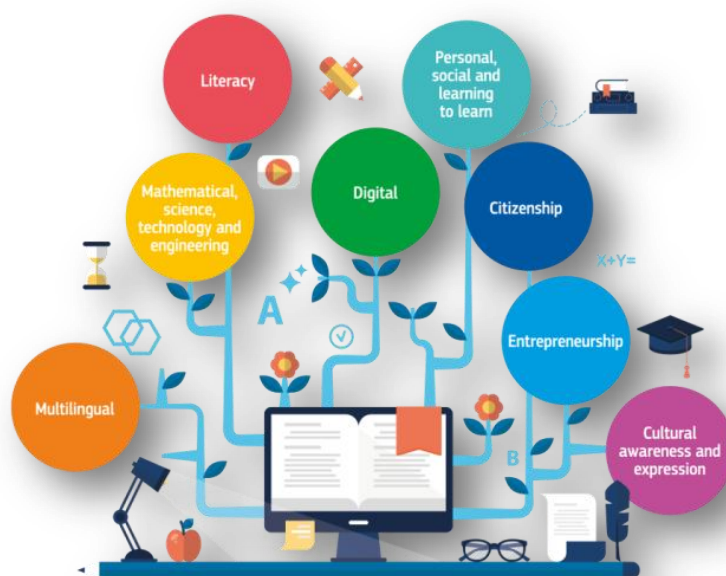 Literacy
Personal,
social and
learning
to learn
Mathematical,
science,
technology and
engineering
Digital
Citizenship
X+Y=
A
Entrepreneurship
Multilingual
Cultural
awareness and
expression
B